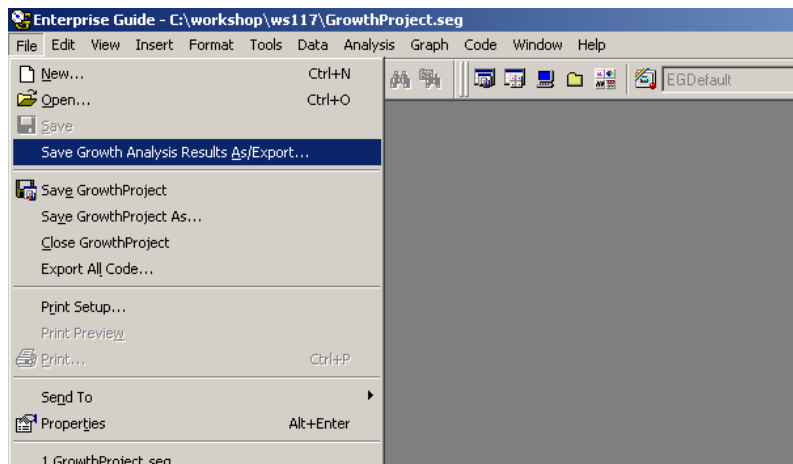 Enterprise Guide - C:\workshop\ws117\GrowthProject.seg
File Edit View Insert Format Tools Data Analysis Graph Code Window Help
New... Ctrl+N
EGDefault
Open... Ctrl+O
Save
Save Growth Analysis Results As/Export...
Save GrowthProject
Save GrowthProject As...
Close GrowthProject
Export All Code...
Print Setup...
Print Preview
Print... Ctrl+P
Send To
Properties Alt+Enter
1 GrowthProject.seg